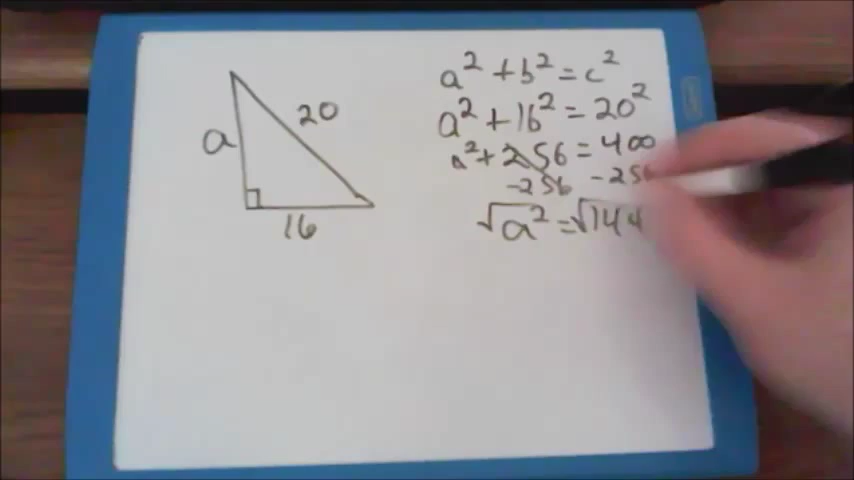 20
a
16
a² + b² = c²
a² + 16² = 20²
a² + 256 = 400
-256 -256
√a² = √144